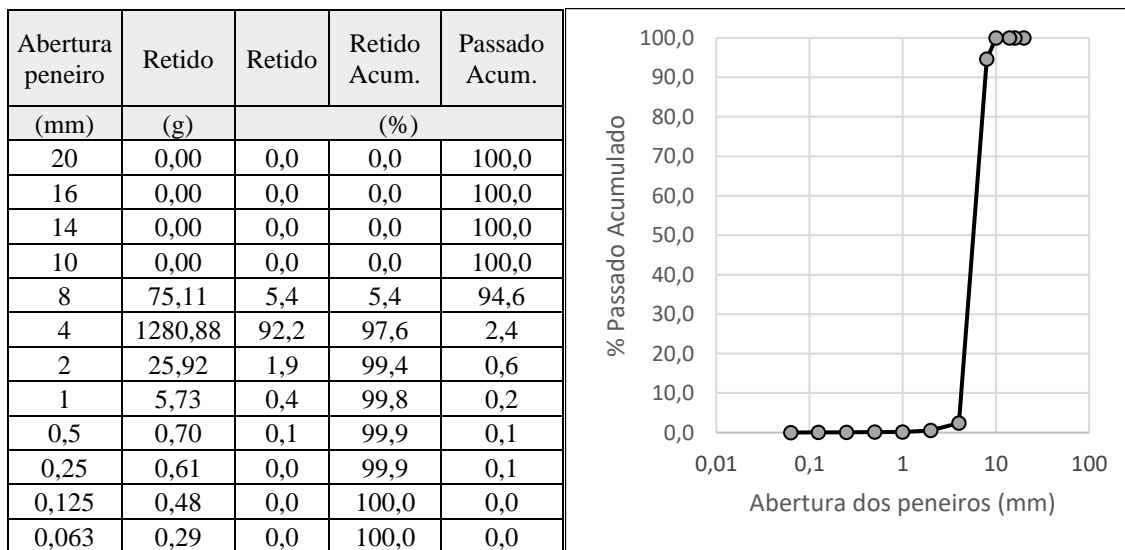 Abertura peneiro Retido Retido Retido Acum. Passado Acum.
(mm) (g) (%)
20 0,00 0,0 0,0 100,0
16 0,00 0,0 0,0 100,0
14 0,00 0,0 0,0 100,0
10 0,00 0,0 0,0 100,0
8 75,11 5,4 5,4 94,6
4 1280,88 92,2 97,6 2,4
2 25,92 1,9 99,4 0,6
1 5,73 0,4 99,8 0,2
0,5 0,70 0,1 99,9 0,1
0,25 0,61 0,0 99,9 0,1
0,125 0,48 0,0 100,0 0,0
0,063 0,29 0,0 100,0 0,0
% Passado Acumulado
100,0
90,0
80,0
70,0
60,0
50,0
40,0
30,0
20,0
10,0
0,0
0,01 0,1 1 10 100
Abertura dos peneiros (mm)